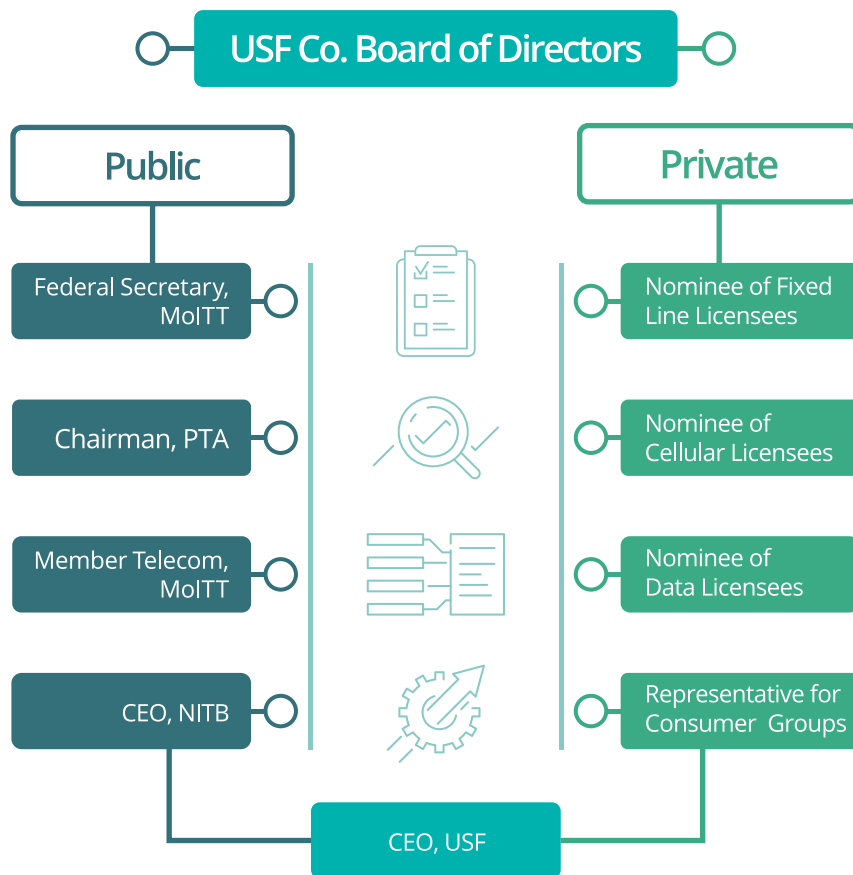 USF Co. Board of Directors
Public
Federal Secretary,
MoITT
Chairman, PTA
Member Telecom,
MoITT
CEO, NITB
Private
Nominee of Fixed
Line Licensees
Nominee of
Cellular Licensees
Nominee of
Data Licensees
Representative for
Consumer Groups
CEO, USF